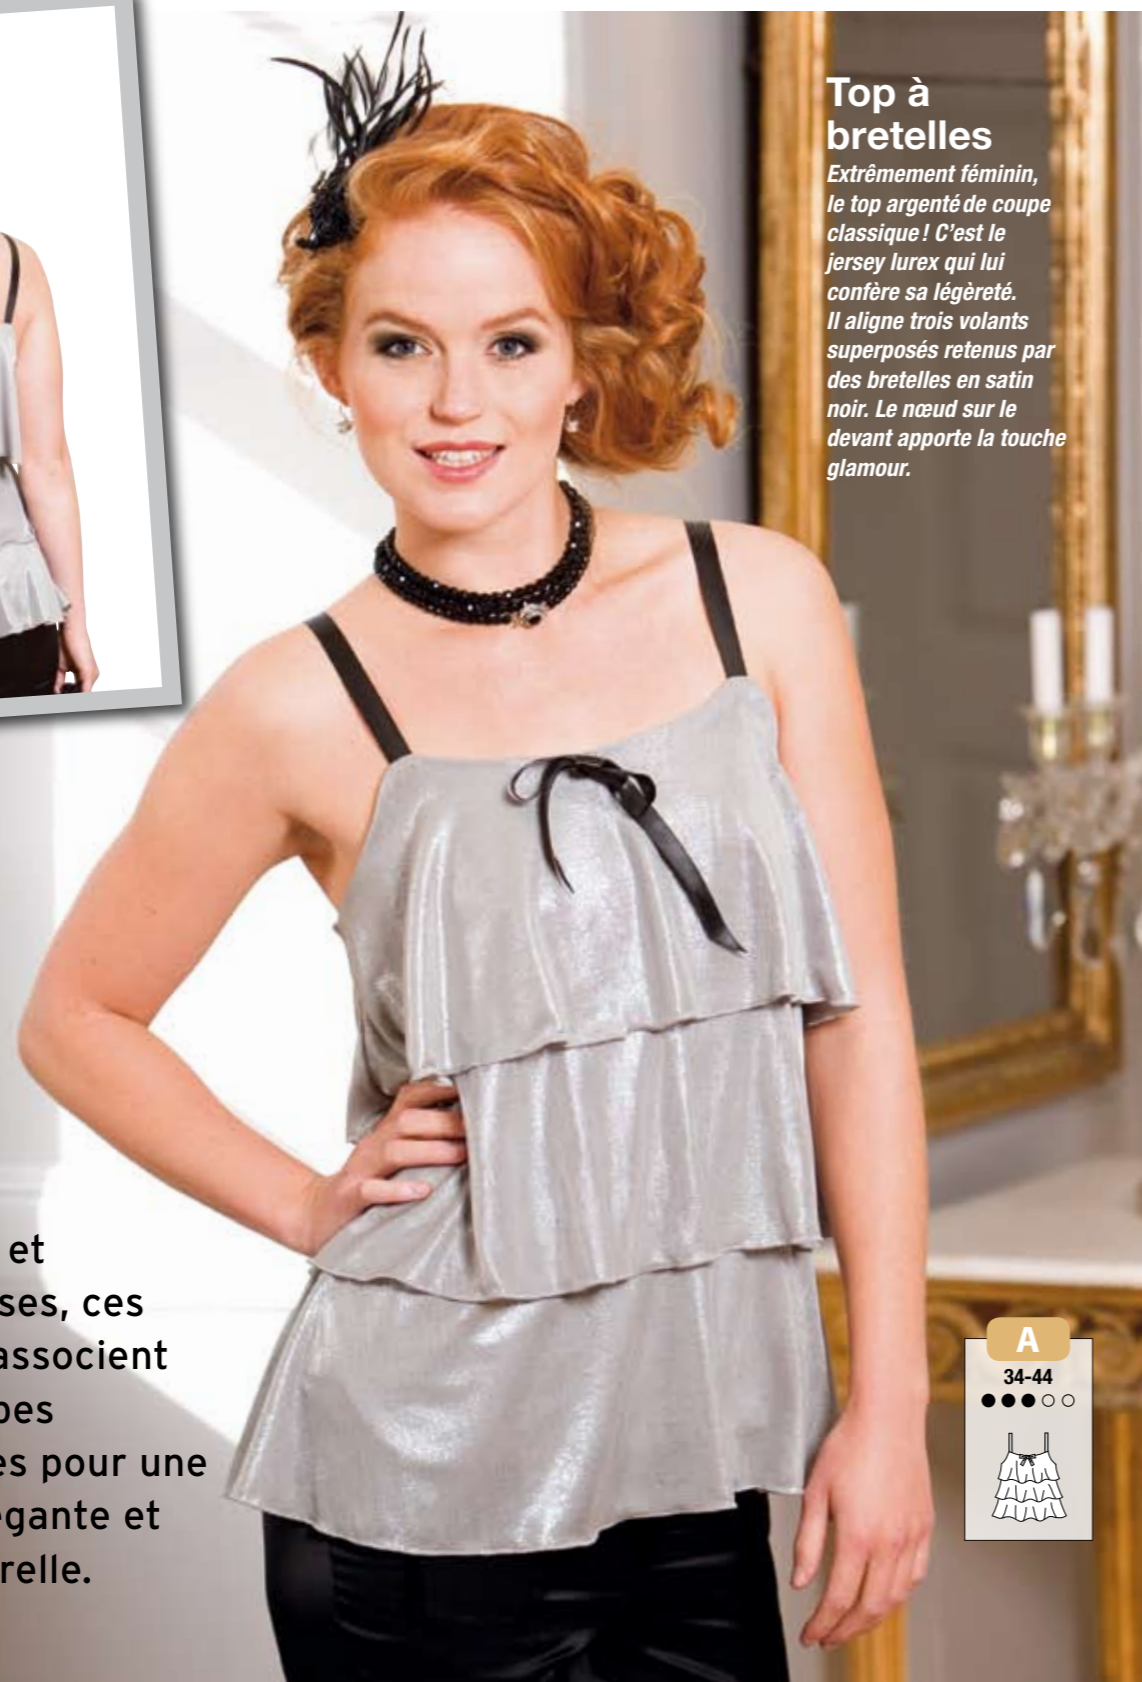 Top à
bretelles
Extrêmement féminin,
le top argenté de coupe
classique ! C’est le
jersey lurex qui lui
confère sa légèreté.
Il aligne trois volants
superposés retenus par
des bretelles en satin
noir. Le nœud sur le
devant apporte la touche
glamour.
et
ses, ces
associent
pes
es pour une
égante et
relle.
A
34-44